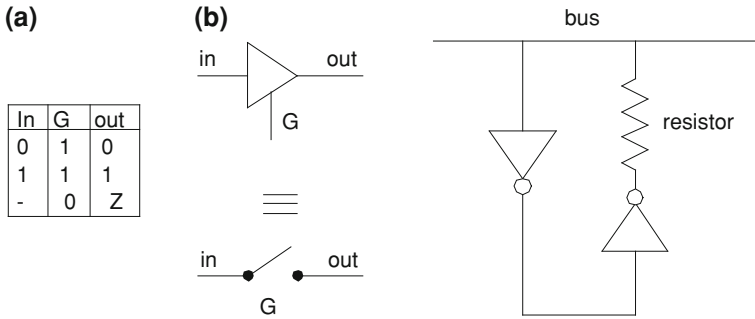 (a)
In G out
0 1 0
1 1 1
- 0 Z
(b)
in out
G
in out
G
bus
resistor